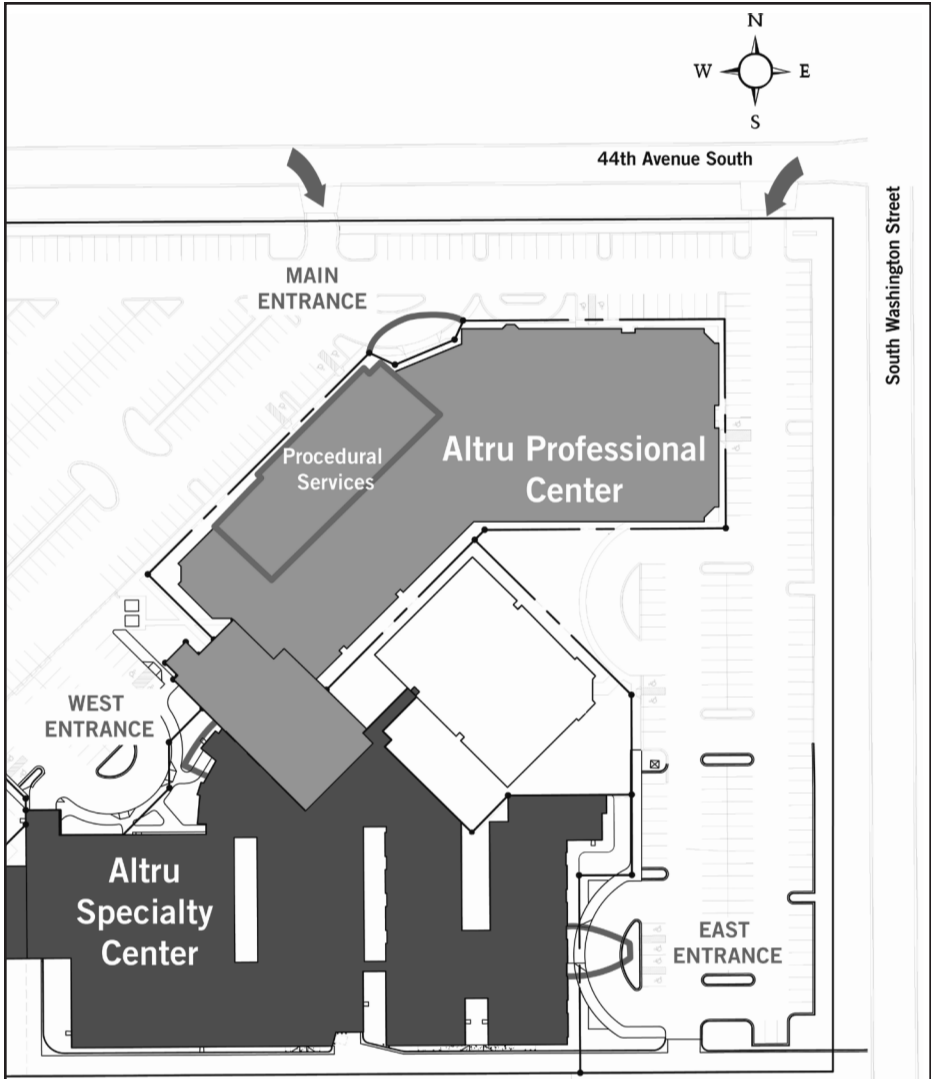 N
W
E
S
44th Avenue South
South Washington Street
MAIN
ENTRANCE
Procedural
Services
Altru Professional
Center
WEST
ENTRANCE
Altru
Specialty
Center
EAST
ENTRANCE